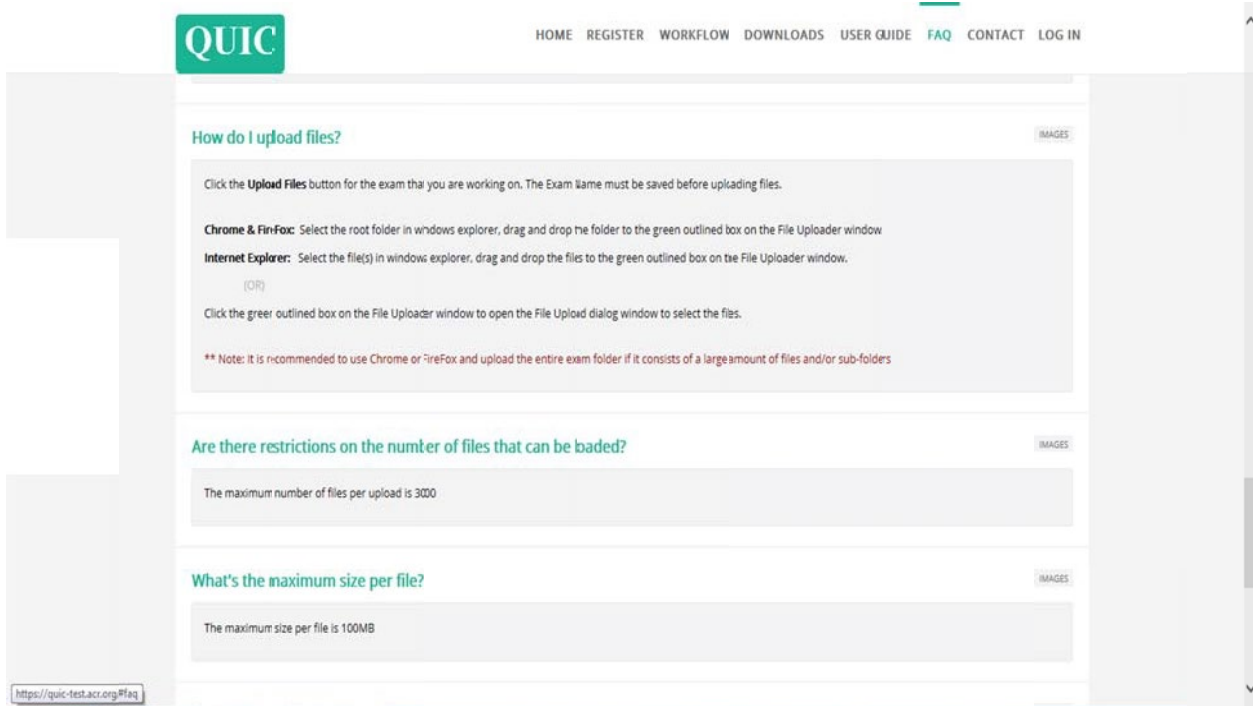 QUIC
HOME REGISTER WORKFLOW DOWNLOADS USER GUIDE FAQ CONTACT LOG IN
How do I upload files?
IMAGES
Click the Upload Files button for the exam that you are working on. The Exam Name must be saved before uploading files.
Chrome & FireFox: Select the root folder in windows explorer, drag and drop the folder to the green outlined box on the File Uploader window
Internet Explorer: Select the file(s) in windows explorer, drag and drop the files to the green outlined box on the File Uploader window.
(OR)
Click the green outlined box on the File Uploader window to open the File Upload dialog window to select the files.
** Note: It is recommended to use Chrome or FireFox and upload the entire exam folder if it consists of a large amount of files and/or sub-folders
Are there restrictions on the number of files that can be loaded?
IMAGES
The maximum number of files per upload is 3000
What's the maximum size per file?
IMAGES
The maximum size per file is 100MB
https://quic-test.acr.org/#faq